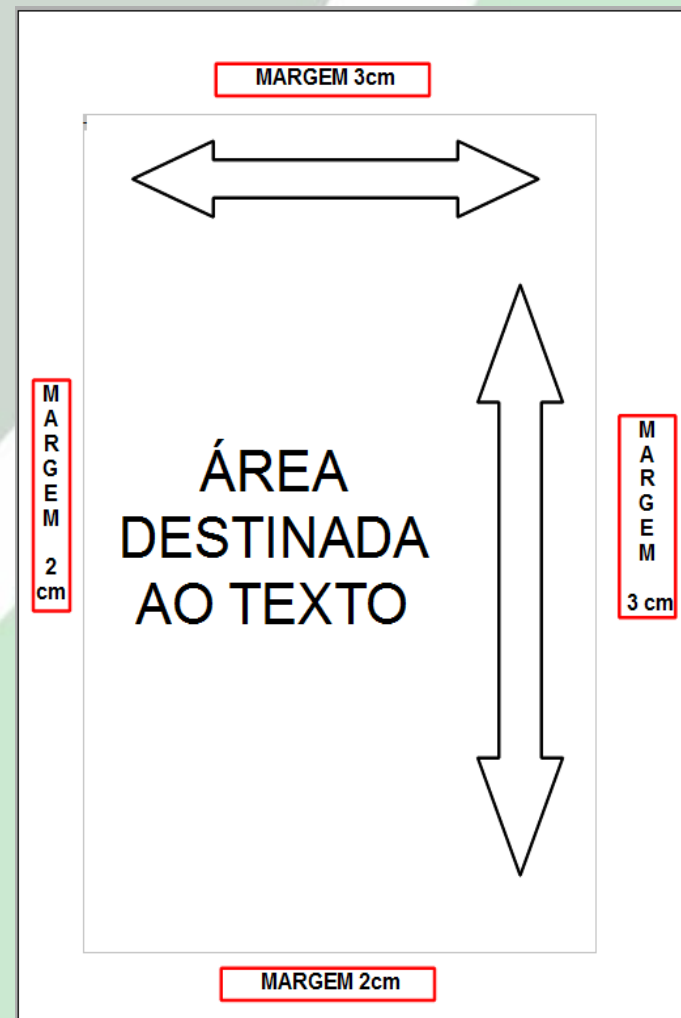 MARGEM 3cm
M
A
R
G
E
M
2
cm
ÁREA
DESTINADA
AO TEXTO
M
A
R
G
E
M
3 cm
MARGEM 2cm